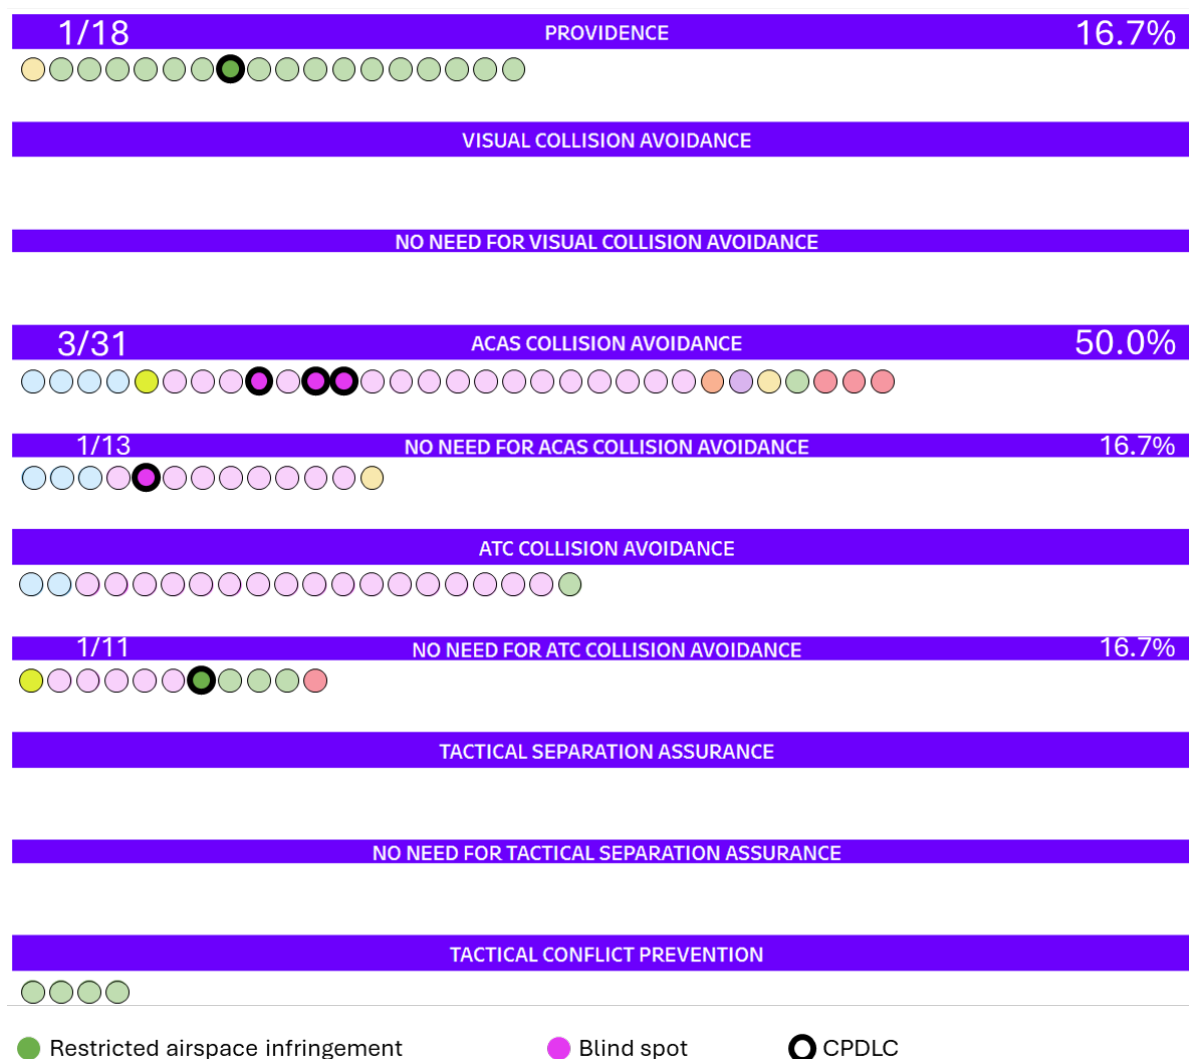 1/18 PROVIDENCE 16.7%
VISUAL COLLISION AVOIDANCE
NO NEED FOR VISUAL COLLISION AVOIDANCE
3/31 ACAS COLLISION AVOIDANCE 50.0%
1/13 NO NEED FOR ACAS COLLISION AVOIDANCE 16.7%
ATC COLLISION AVOIDANCE
1/11 NO NEED FOR ATC COLLISION AVOIDANCE 16.7%
TACTICAL SEPARATION ASSURANCE
NO NEED FOR TACTICAL SEPARATION ASSURANCE
TACTICAL CONFLICT PREVENTION
Restricted airspace infringement Blind spot CPDLC